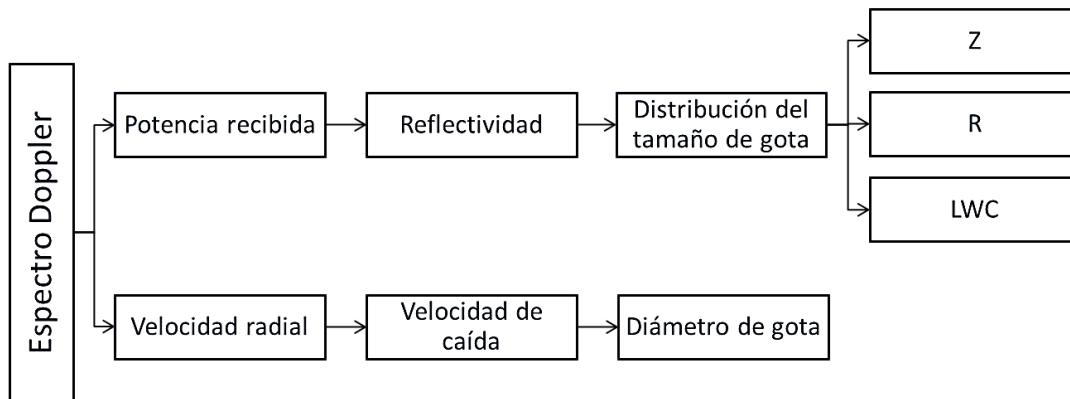 Espectro Doppler
Potencia recibida
Reflectividad
Distribución del
tamaño de gota
Z
R
LWC
Velocidad radial
Velocidad de
caída
Diámetro de gota